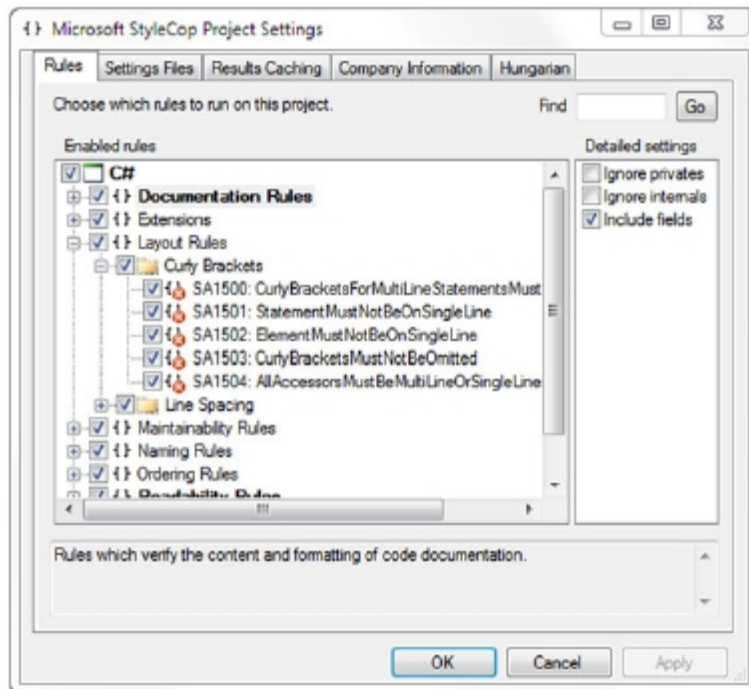 {} Microsoft StyleCop Project Settings
Rules Settings Files Results Caching Company Information Hungarian
Choose which rules to run on this project. Find Go
Enabled rules Detailed settings
C#
{} Documentation Rules
{} Extensions
{} Layout Rules
Curly Brackets
SA1500: CurlyBracketsForMultiLineStatementsMust
SA1501: StatementMustNotBeOnSingleLine
SA1502: ElementMustNotBeOnSingleLine
SA1503: CurlyBracketsMustNotBeOmitted
SA1504: AllAccessorsMustBeMultiLineOrSingleLine
Line Spacing
{} Maintainability Rules
{} Naming Rules
{} Ordering Rules
{} Readability Rules
Ignore privates
Ignore internals
Include fields
Rules which verify the content and formatting of code documentation.
OK Cancel Apply